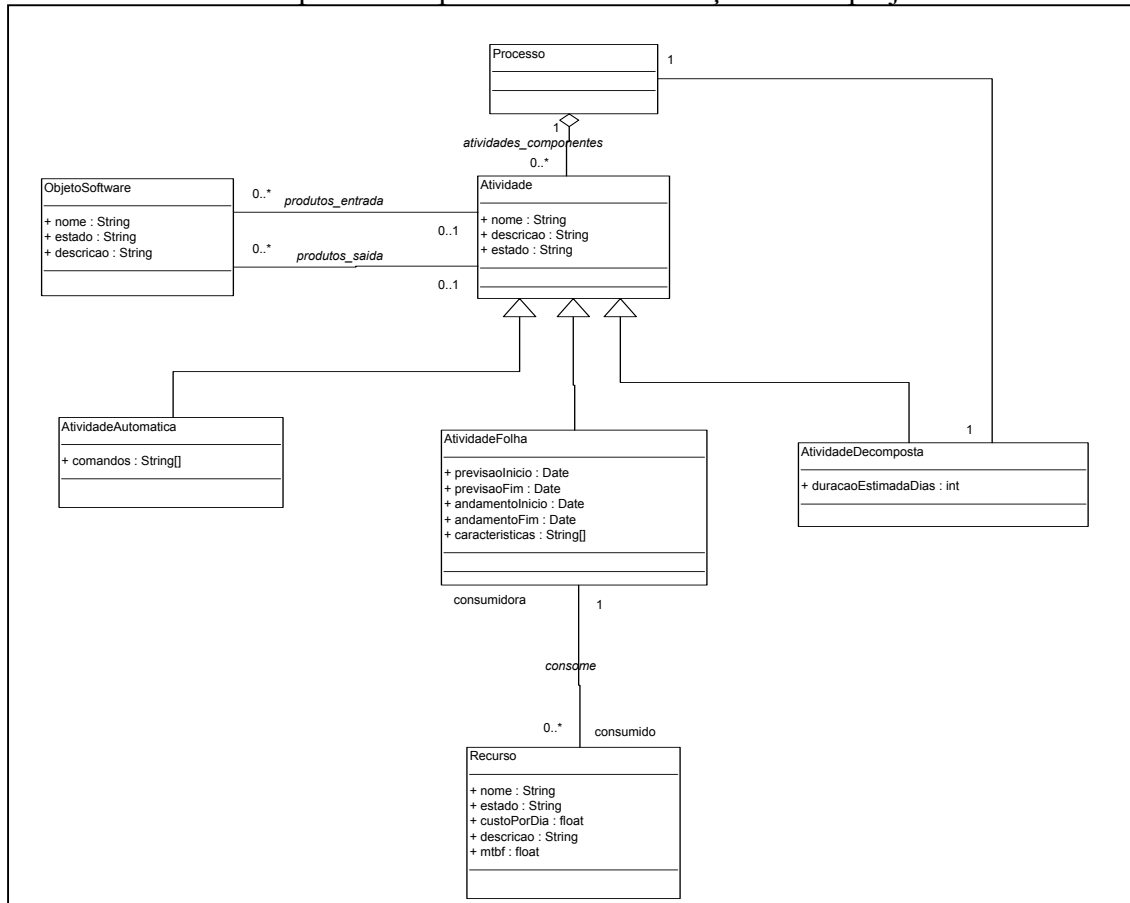 Processo
1
1
atividades_componentes
0..*
ObjetoSoftware
+ nome : String
+ estado : String
+ descricao : String
0..*
produtos_entrada
0..1
0..*
produtos_saida
0..1
Atividade
+ nome : String
+ descricao : String
+ estado : String
AtividadeAutomatica
+ comandos : String[]
AtividadeFolha
+ previsaoInicio : Date
+ previsaoFim : Date
+ andamentoInicio : Date
+ andamentoFim : Date
+ caracteristicas : String[]
1
AtividadeDecomposta
+ duracaoEstimadaDias : int
consumidora
1
consome
0..*
consumido
Recurso
+ nome : String
+ estado : String
+ custoPorDia : float
+ descricao : String
+ mtbf : float